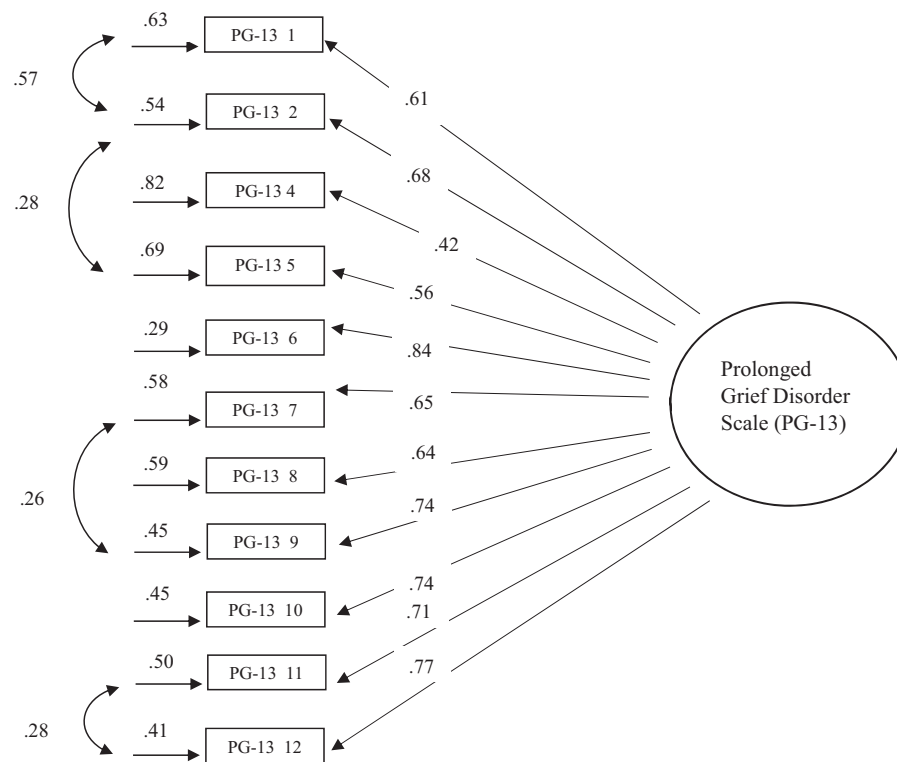 .63
PG-13 1
.57
.61
.54
PG-13 2
.68
.82
PG-13 4
.28
.42
.69
PG-13 5
.56
.29
PG-13 6
.84
Prolonged
Grief Disorder
Scale (PG-13)
.58
PG-13 7
.65
.64
.59
PG-13 8
.26
.74
.45
PG-13 9
.74
.45
PG-13 10
.71
.50
PG-13 11
.77
.28
.41
PG-13 12